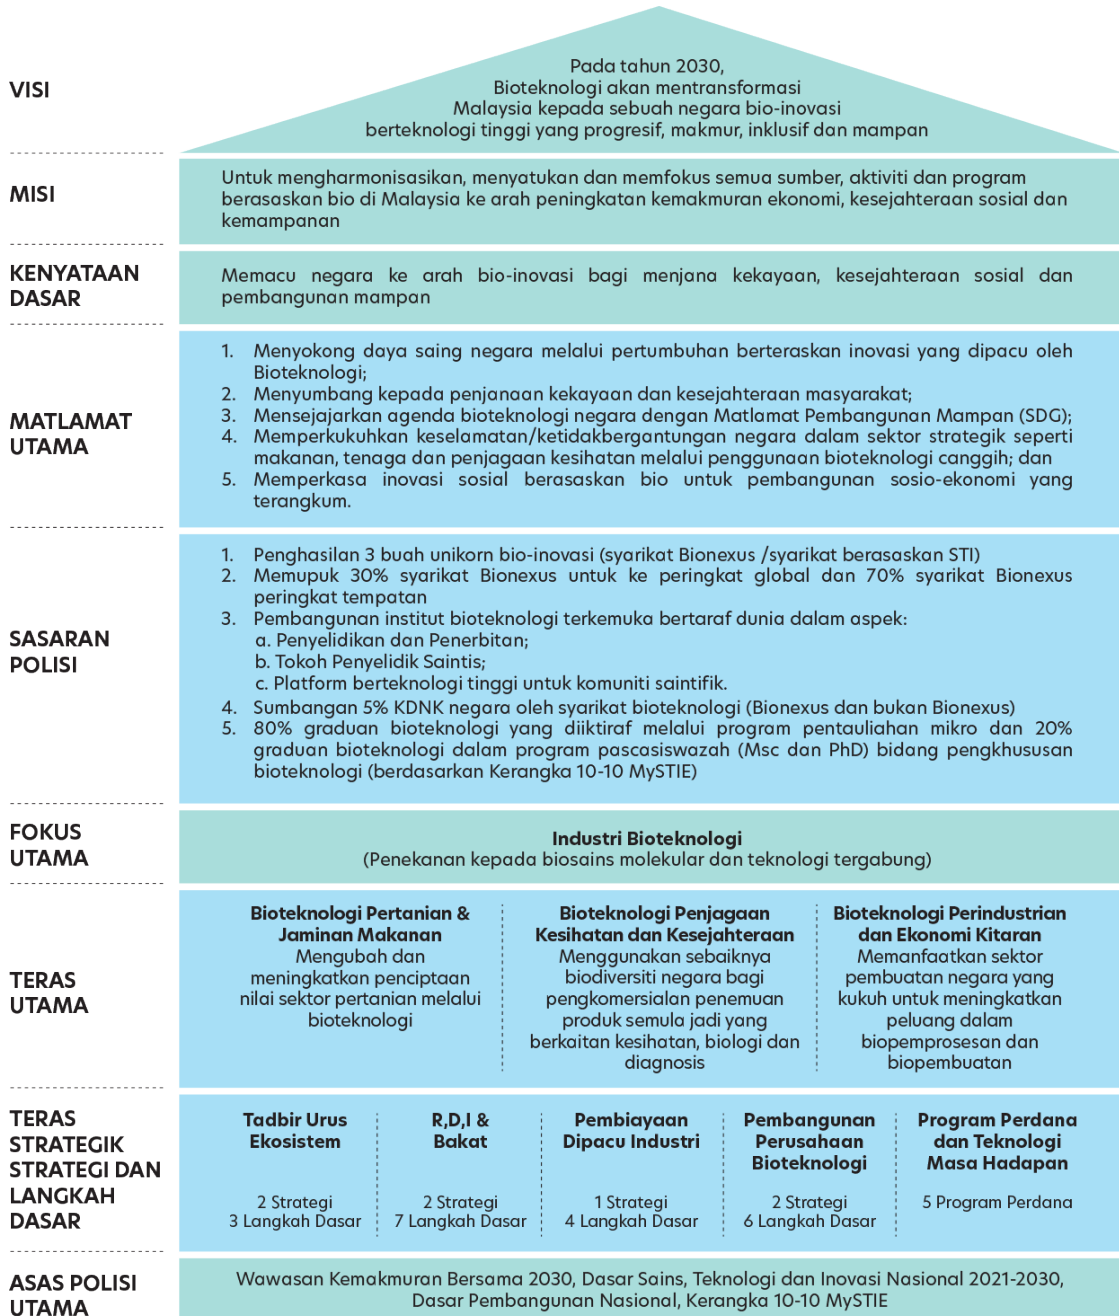 VISI
Pada tahun 2030,
Bioteknologi akan mentransformasi
Malaysia kepada sebuah negara bio-inovasi
berteknologi tinggi yang progresif, makmur, inklusif dan mampan
MISI
Untuk mengharmonisasikan, menyatukan dan memfokus semua sumber, aktiviti dan program
berasaskan bio di Malaysia ke arah peningkatan kemakmuran ekonomi, kesejahteraan sosial dan
kemampanan
KENYATAAN
DASAR
Memacu negara ke arah bio-inovasi bagi menjana kekayaan, kesejahteraan sosial dan
pembangunan mampan
MATLAMAT
UTAMA
1. Menyokong daya saing negara melalui pertumbuhan berteraskan inovasi yang dipacu oleh
Bioteknologi;
2. Menyumbang kepada penjanaan kekayaan dan kesejahteraan masyarakat;
3. Mensejajarkan agenda bioteknologi negara dengan Matlamat Pembangunan Mampan (SDG);
4. Memperkukuhkan keselamatan/ketidakbergantungan negara dalam sektor strategik seperti
makanan, tenaga dan penjagaan kesihatan melalui penggunaan bioteknologi canggih; dan
5. Memperkasa inovasi sosial berasaskan bio untuk pembangunan sosio-ekonomi yang
terangkum.
SASARAN
POLISI
1. Penghasilan 3 buah unikorn bio-inovasi (syarikat Bionexus /syarikat berasaskan STI)
2. Memupuk 30% syarikat Bionexus untuk ke peringkat global dan 70% syarikat Bionexus
peringkat tempatan
3. Pembangunan institut bioteknologi terkemuka bertaraf dunia dalam aspek:
a. Penyelidikan dan Penerbitan;
b. Tokoh Penyelidik Saintis;
c. Platform berteknologi tinggi untuk komuniti saintifik.
4. Sumbangan 5% KDNK negara oleh syarikat bioteknologi (Bionexus dan bukan Bionexus)
5. 80% graduan bioteknologi yang diiktiraf melalui program pentauliahan mikro dan 20%
graduan bioteknologi dalam program pascasiswazah (Msc dan PhD) bidang pengkhususan
bioteknologi (berdasarkan Kerangka 10-10 MySTIE)
FOKUS
UTAMA
Industri Bioteknologi
(Penekanan kepada biosains molekular dan teknologi tergabung)
TERAS
UTAMA
Bioteknologi Pertanian &
Jaminan Makanan
Mengubah dan
meningkatkan penciptaan
nilai sektor pertanian melalui
bioteknologi
Bioteknologi Penjagaan
Kesihatan dan Kesejahteraan
Menggunakan sebaiknya
biodiversiti negara bagi
pengkomersialan penemuan
produk semula jadi yang
berkaitan kesihatan, biologi dan
diagnosis
Bioteknologi Perindustrian
dan Ekonomi Kitaran
Memanfaatkan sektor
pembuatan negara yang
kukuh untuk meningkatkan
peluang dalam
biopemprosesan dan
biopembuatan
TERAS
STRATEGIK
STRATEGI DAN
LANGKAH
DASAR
Tadbir Urus
Ekosistem
2 Strategi
3 Langkah Dasar
R,D,I &
Bakat
2 Strategi
7 Langkah Dasar
Pembiayaan
Dipacu Industri
1 Strategi
4 Langkah Dasar
Pembangunan
Perusahaan
Bioteknologi
2 Strategi
6 Langkah Dasar
Program Perdana
dan Teknologi
Masa Hadapan
5 Program Perdana
ASAS POLISI
UTAMA
Wawasan Kemakmuran Bersama 2030, Dasar Sains, Teknologi dan Inovasi Nasional 2021-2030,
Dasar Pembangunan Nasional, Kerangka 10-10 MySTIE